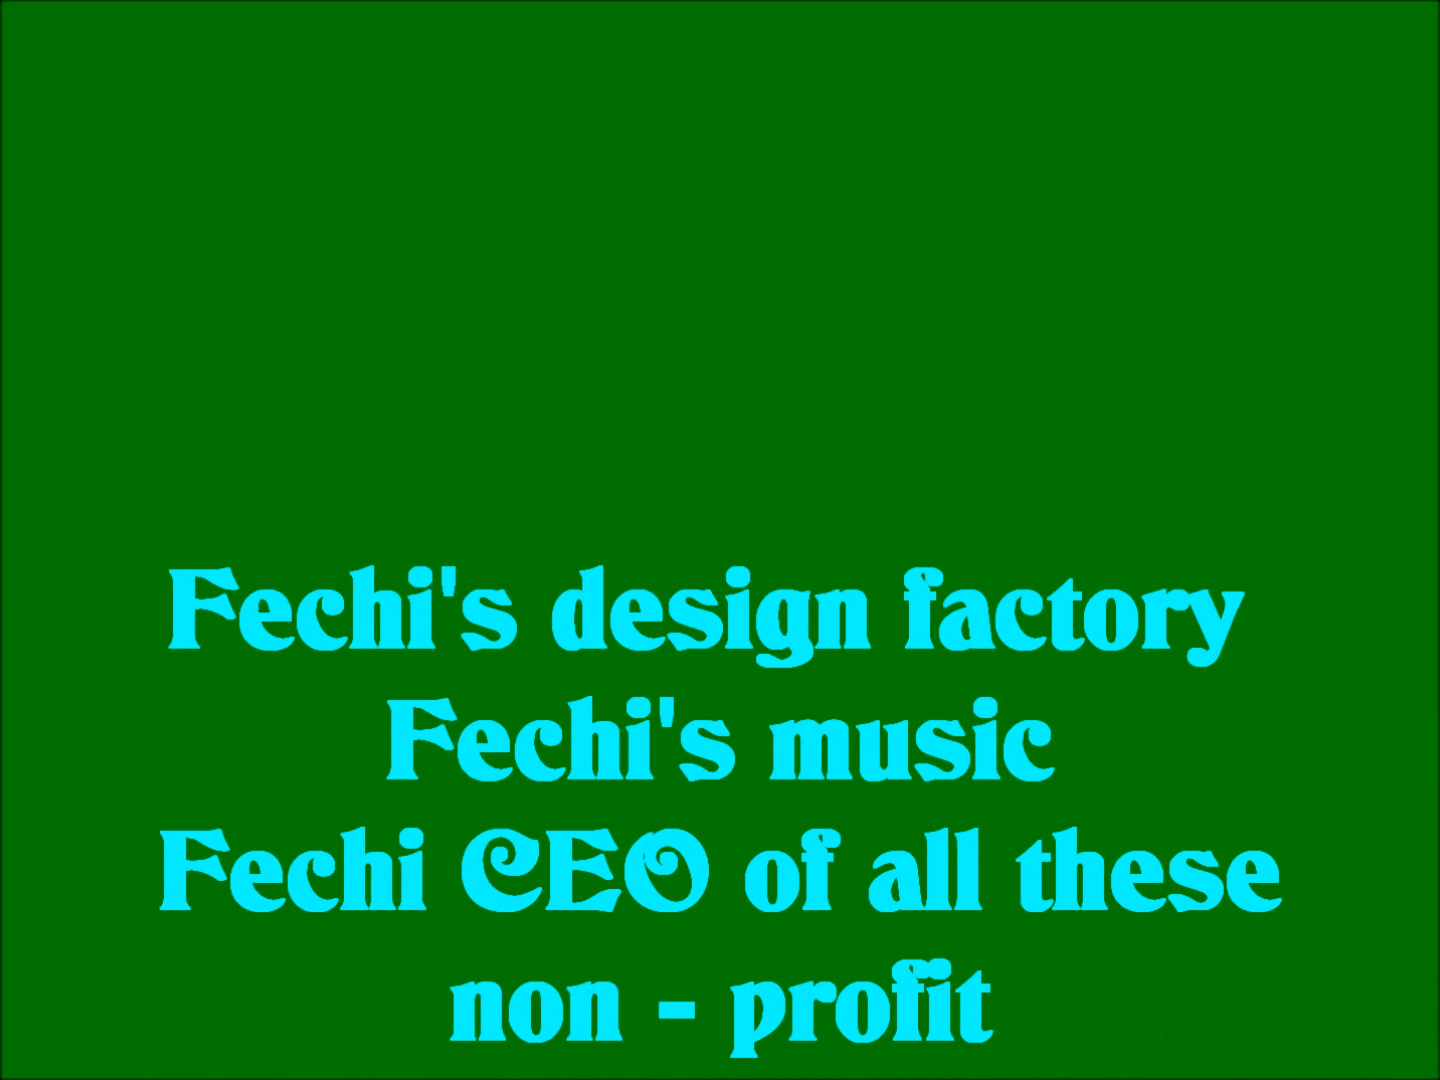 Fechi's design factory
Fechi's music
Fechi CEO of all these
non - profit